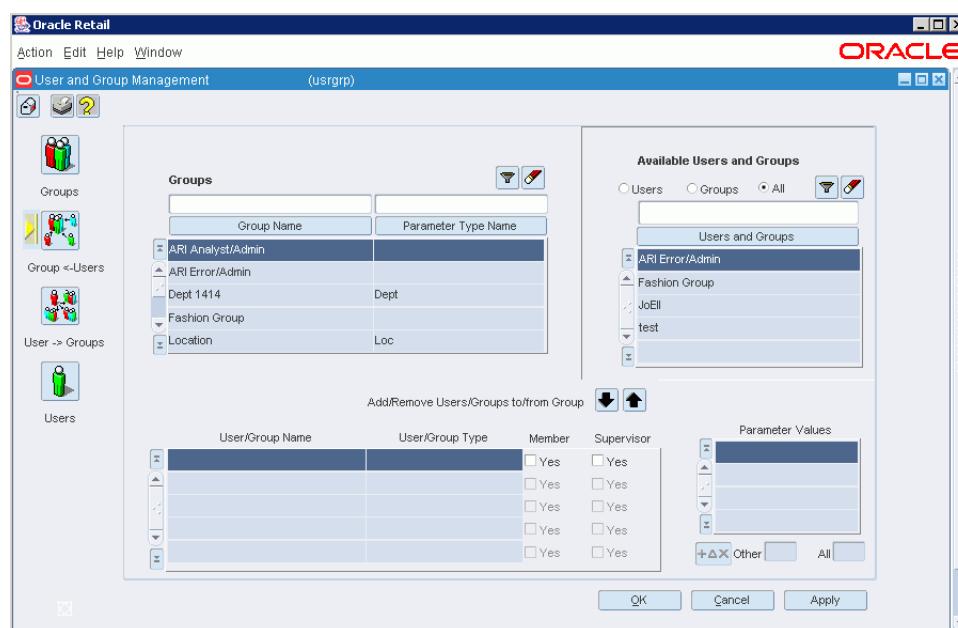 Oracle Retail
Action Edit Help Window
ORACLE
User and Group Management (usrgrp)
Groups
Group <-Users
User -> Groups
Users
Groups
Group Name Parameter Type Name
ARI Analyst/Admin
ARI Error/Admin
Dept 1414 Dept
Fashion Group
Location Loc
Available Users and Groups
Users Groups All
Users and Groups
ARI Error/Admin
Fashion Group
JoEll
test
Add/Remove Users/Groups to/from Group
User/Group Name User/Group Type Member Supervisor
Yes Yes
Yes Yes
Yes Yes
Yes Yes
Yes Yes
Parameter Values
Other All
OK Cancel Apply